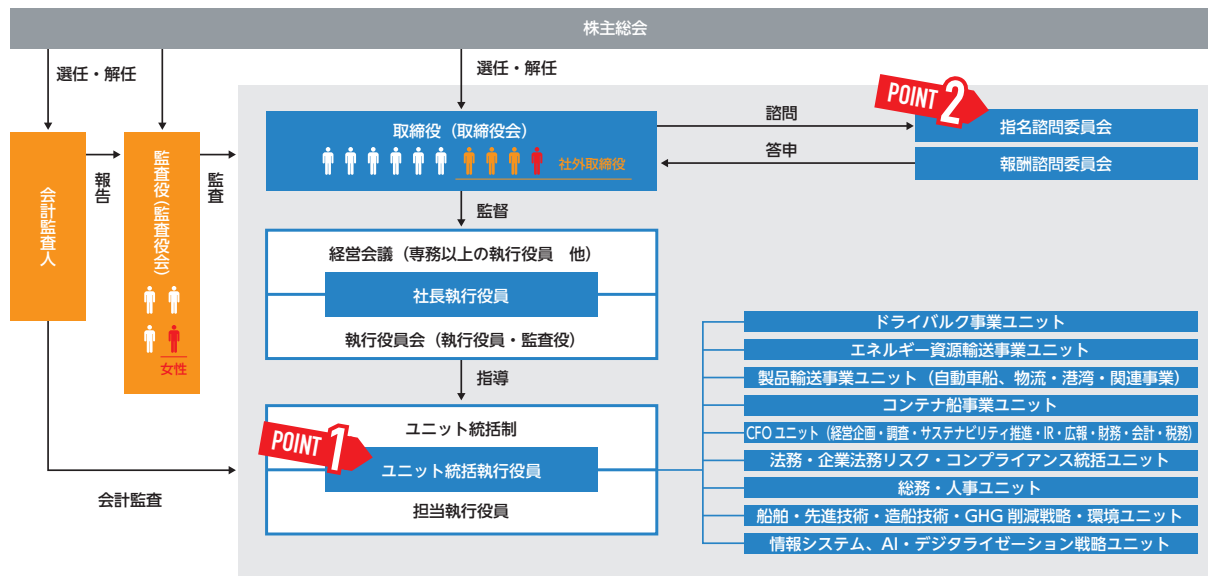 株主総会
選任・解任
選任・解任
POINT 2
取締役（取締役会）
社外取締役
諮問
答申
指名諮問委員会
報酬諮問委員会
会計監査人
報告
監査役（監査役会）
女性
監査
監督
経営会議（専務以上の執行役員　他）
社長執行役員
執行役員会（執行役員・監査役）
指導
POINT 1
ユニット統括制
ユニット統括執行役員
担当執行役員
会計監査
ドライバルク事業ユニット
エネルギー資源輸送事業ユニット
製品輸送事業ユニット（自動車船、物流・港湾・関連事業）
コンテナ船事業ユニット
CFO ユニット（経営企画・調査・サステナビリティ推進・IR・広報・財務・会計・税務）
法務・企業法務リスク・コンプライアンス統括ユニット
総務・人事ユニット
船舶・先進技術・造船技術・GHG 削減戦略・環境ユニット
情報システム、AI・デジタライゼーション戦略ユニット